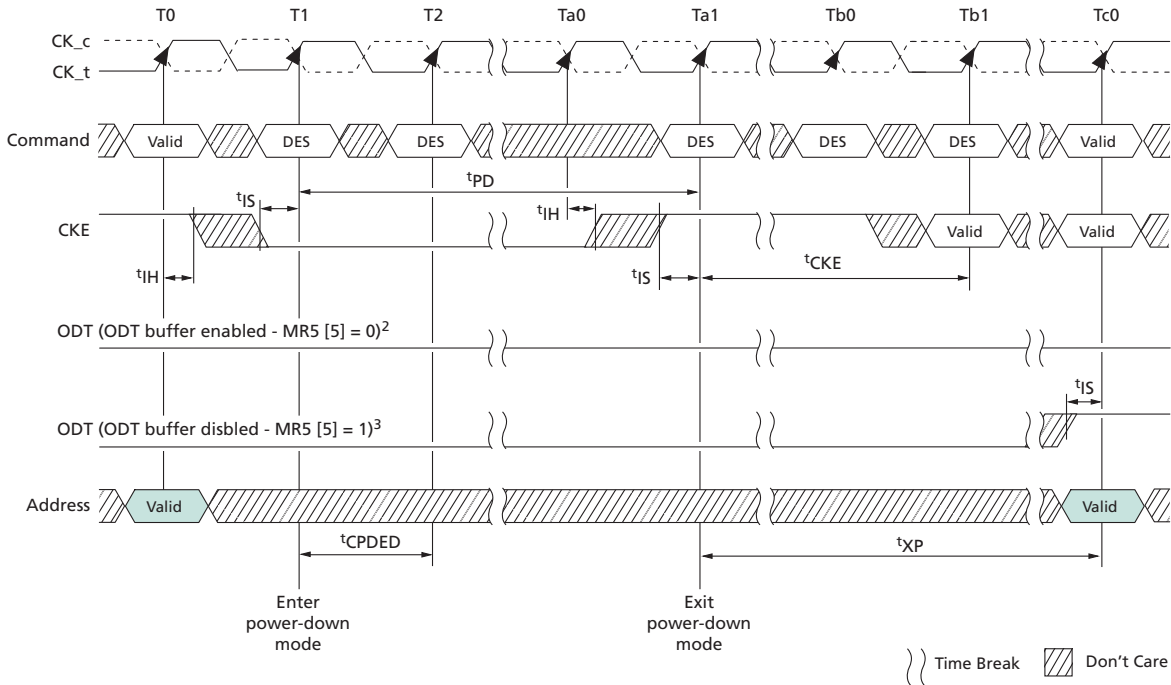 T0 T1 T2 Ta0 Ta1 Tb0 Tb1 Tc0
CK_c
CK_t
Command Valid DES DES DES DES DES Valid
tPD
tIS tIH
CKE Valid Valid
tIH tIS tCKE
ODT (ODT buffer enabled - MR5 [5] = 0)2
tIS
ODT (ODT buffer disbled - MR5 [5] = 1)3
Address Valid Valid
tCPDED tXP
Enter
power-down
mode
Exit
power-down
mode
Time Break Don't Care